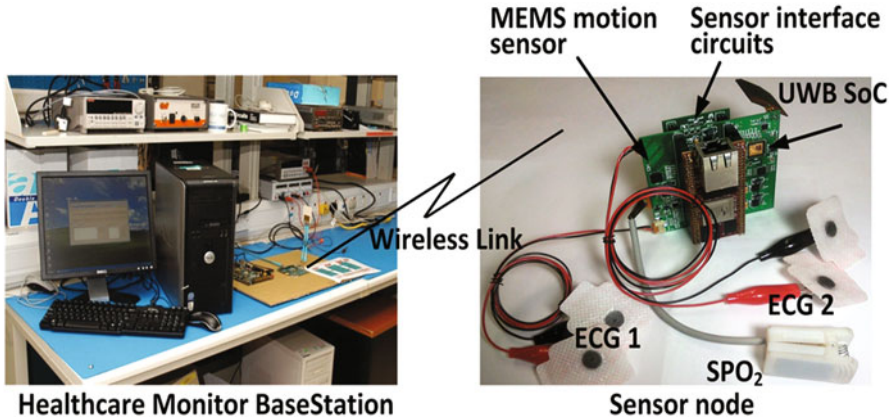 MEMS motion
sensor
Sensor interface
circuits
UWB SoC
Wireless Link
ECG 1
ECG 2
SPO₂
Healthcare Monitor BaseStation
Sensor node